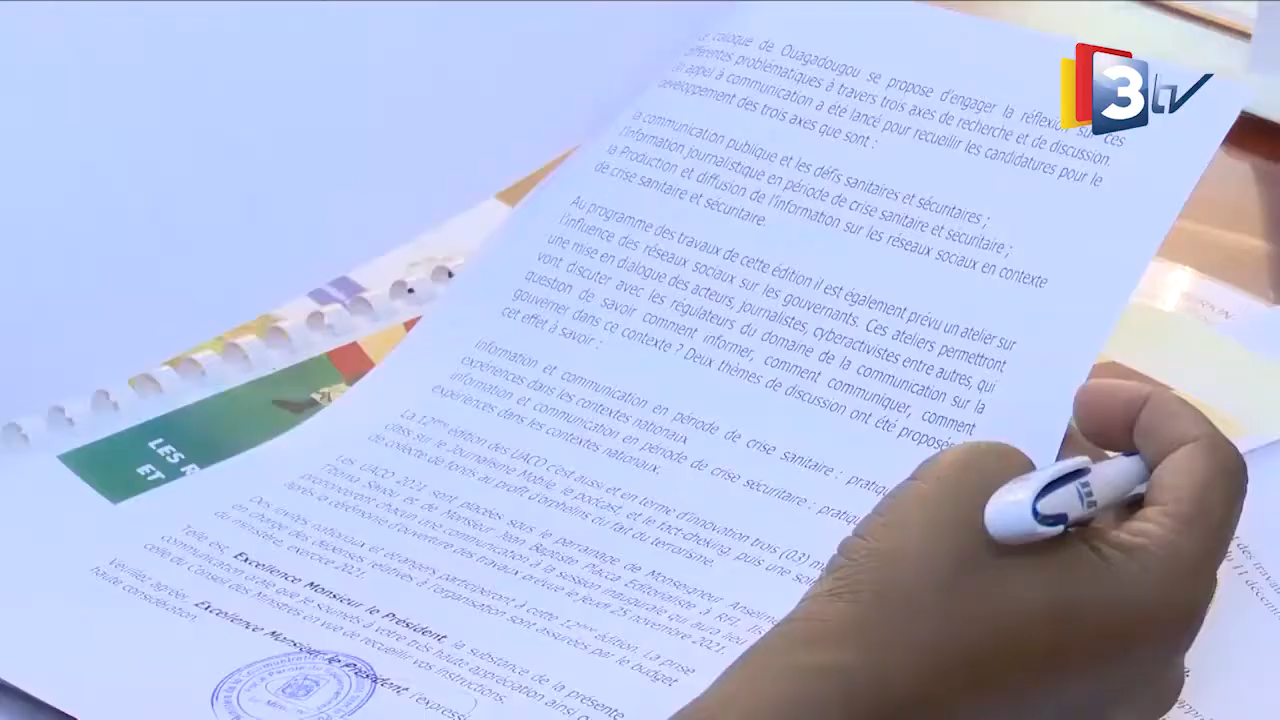 3tv
colloque de Ouagadougou se propose d'engager la réflexion sur ces
différentes problématiques à travers trois axes de recherche et de discussion.
Un appel à communication a été lancé pour recueillir les candidatures pour le
développement des trois axes que sont :
la communication publique et les défis sanitaires et sécuritaires ;
l'information journalistique en période de crise sanitaire et sécuritaire ;
la Production et diffusion de l'information sur les réseaux sociaux en contexte
de crise sanitaire et sécuritaire.
Au programme des travaux de cette édition il est également prévu un atelier sur
l'influence des réseaux sociaux sur les gouvernants. Ces ateliers permettront
une mise en dialogue des acteurs, journalistes, cyberactivistes entre autres, qui
vont discuter avec les régulateurs du domaine de la communication sur la
question de savoir comment informer, comment communiquer, comment
gouverner dans ce contexte ? Deux thèmes de discussion ont été proposés
cet effet à savoir :
information et communication en période de crise sanitaire : pratiqu
expériences dans les contextes nationaux
information et communication en période de crise sécuritaire : pratiqu
expériences dans les contextes nationaux.
La 12ème édition des UACO c'est aussi et en terme d'innovation trois (03) m
class sur le Journalisme Mobile, le podcast, et le fact-cheking, puis une soi
de collecte de fonds au profit d'orphelins du fait du terrorisme.
Les UACO 2021 sont placées sous le parrainage de Monseigneur Anselme
Titianma Sanou et de Monsieur Jean Baptiste Placca Editorialiste à RFI.
prononceront chacun une communication à la session inaugurale qui aura lieu
après la cérémonie d'ouverture des travaux prévue le jeudi 25 novembre 2021.
Des invités nationaux et étrangers participeront à cette 12ème édition. La prise
en charge des dépenses relatives à l'organisation sont assurées par le budget
du ministère, exercice 2021.
Telle est, Excellence Monsieur le Président, la substance de la présente
communication orale que je soumets à votre très haute appréciation ainsi
celle du Conseil des Ministres en vue de recueillir vos instructions.
Veuillez agréer, Excellence Monsieur le Président l'expressi
haute considération.
LES R
ET